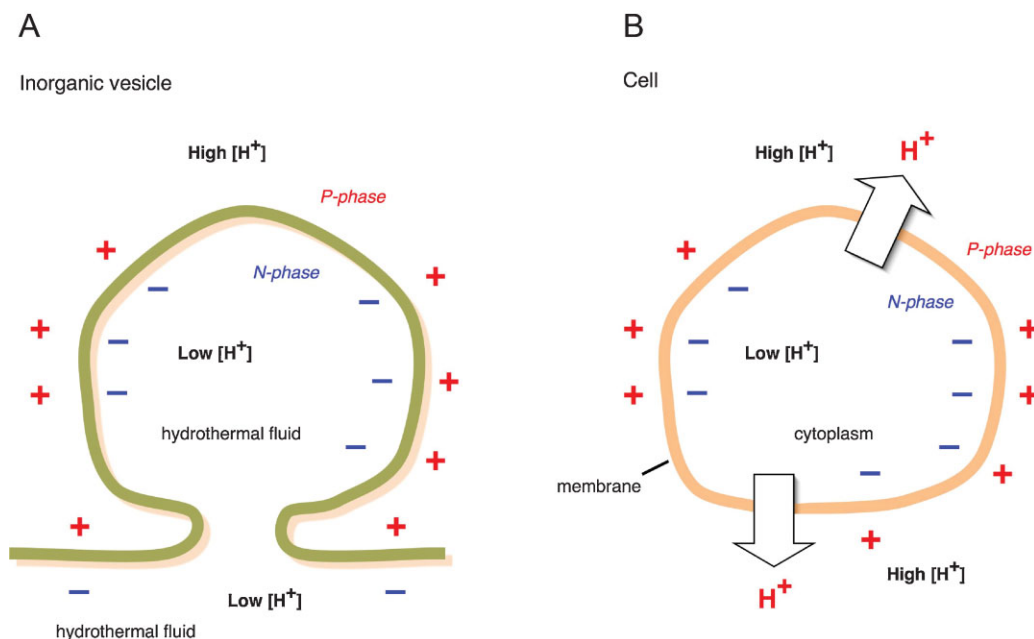 A
Inorganic vesicle
High [H⁺]
P-phase
+
N-phase
+
−
−
+
−
Low [H⁺]
−
+
+
−
hydrothermal fluid
−
+
+
+
−
Low [H⁺]
−
hydrothermal fluid
B
Cell
High [H⁺]
H⁺
+
P-phase
−
N-phase
+
−
Low [H⁺]
−
+
+
−
−
+
cytoplasm
−
membrane
−
+
+
High [H⁺]
H⁺